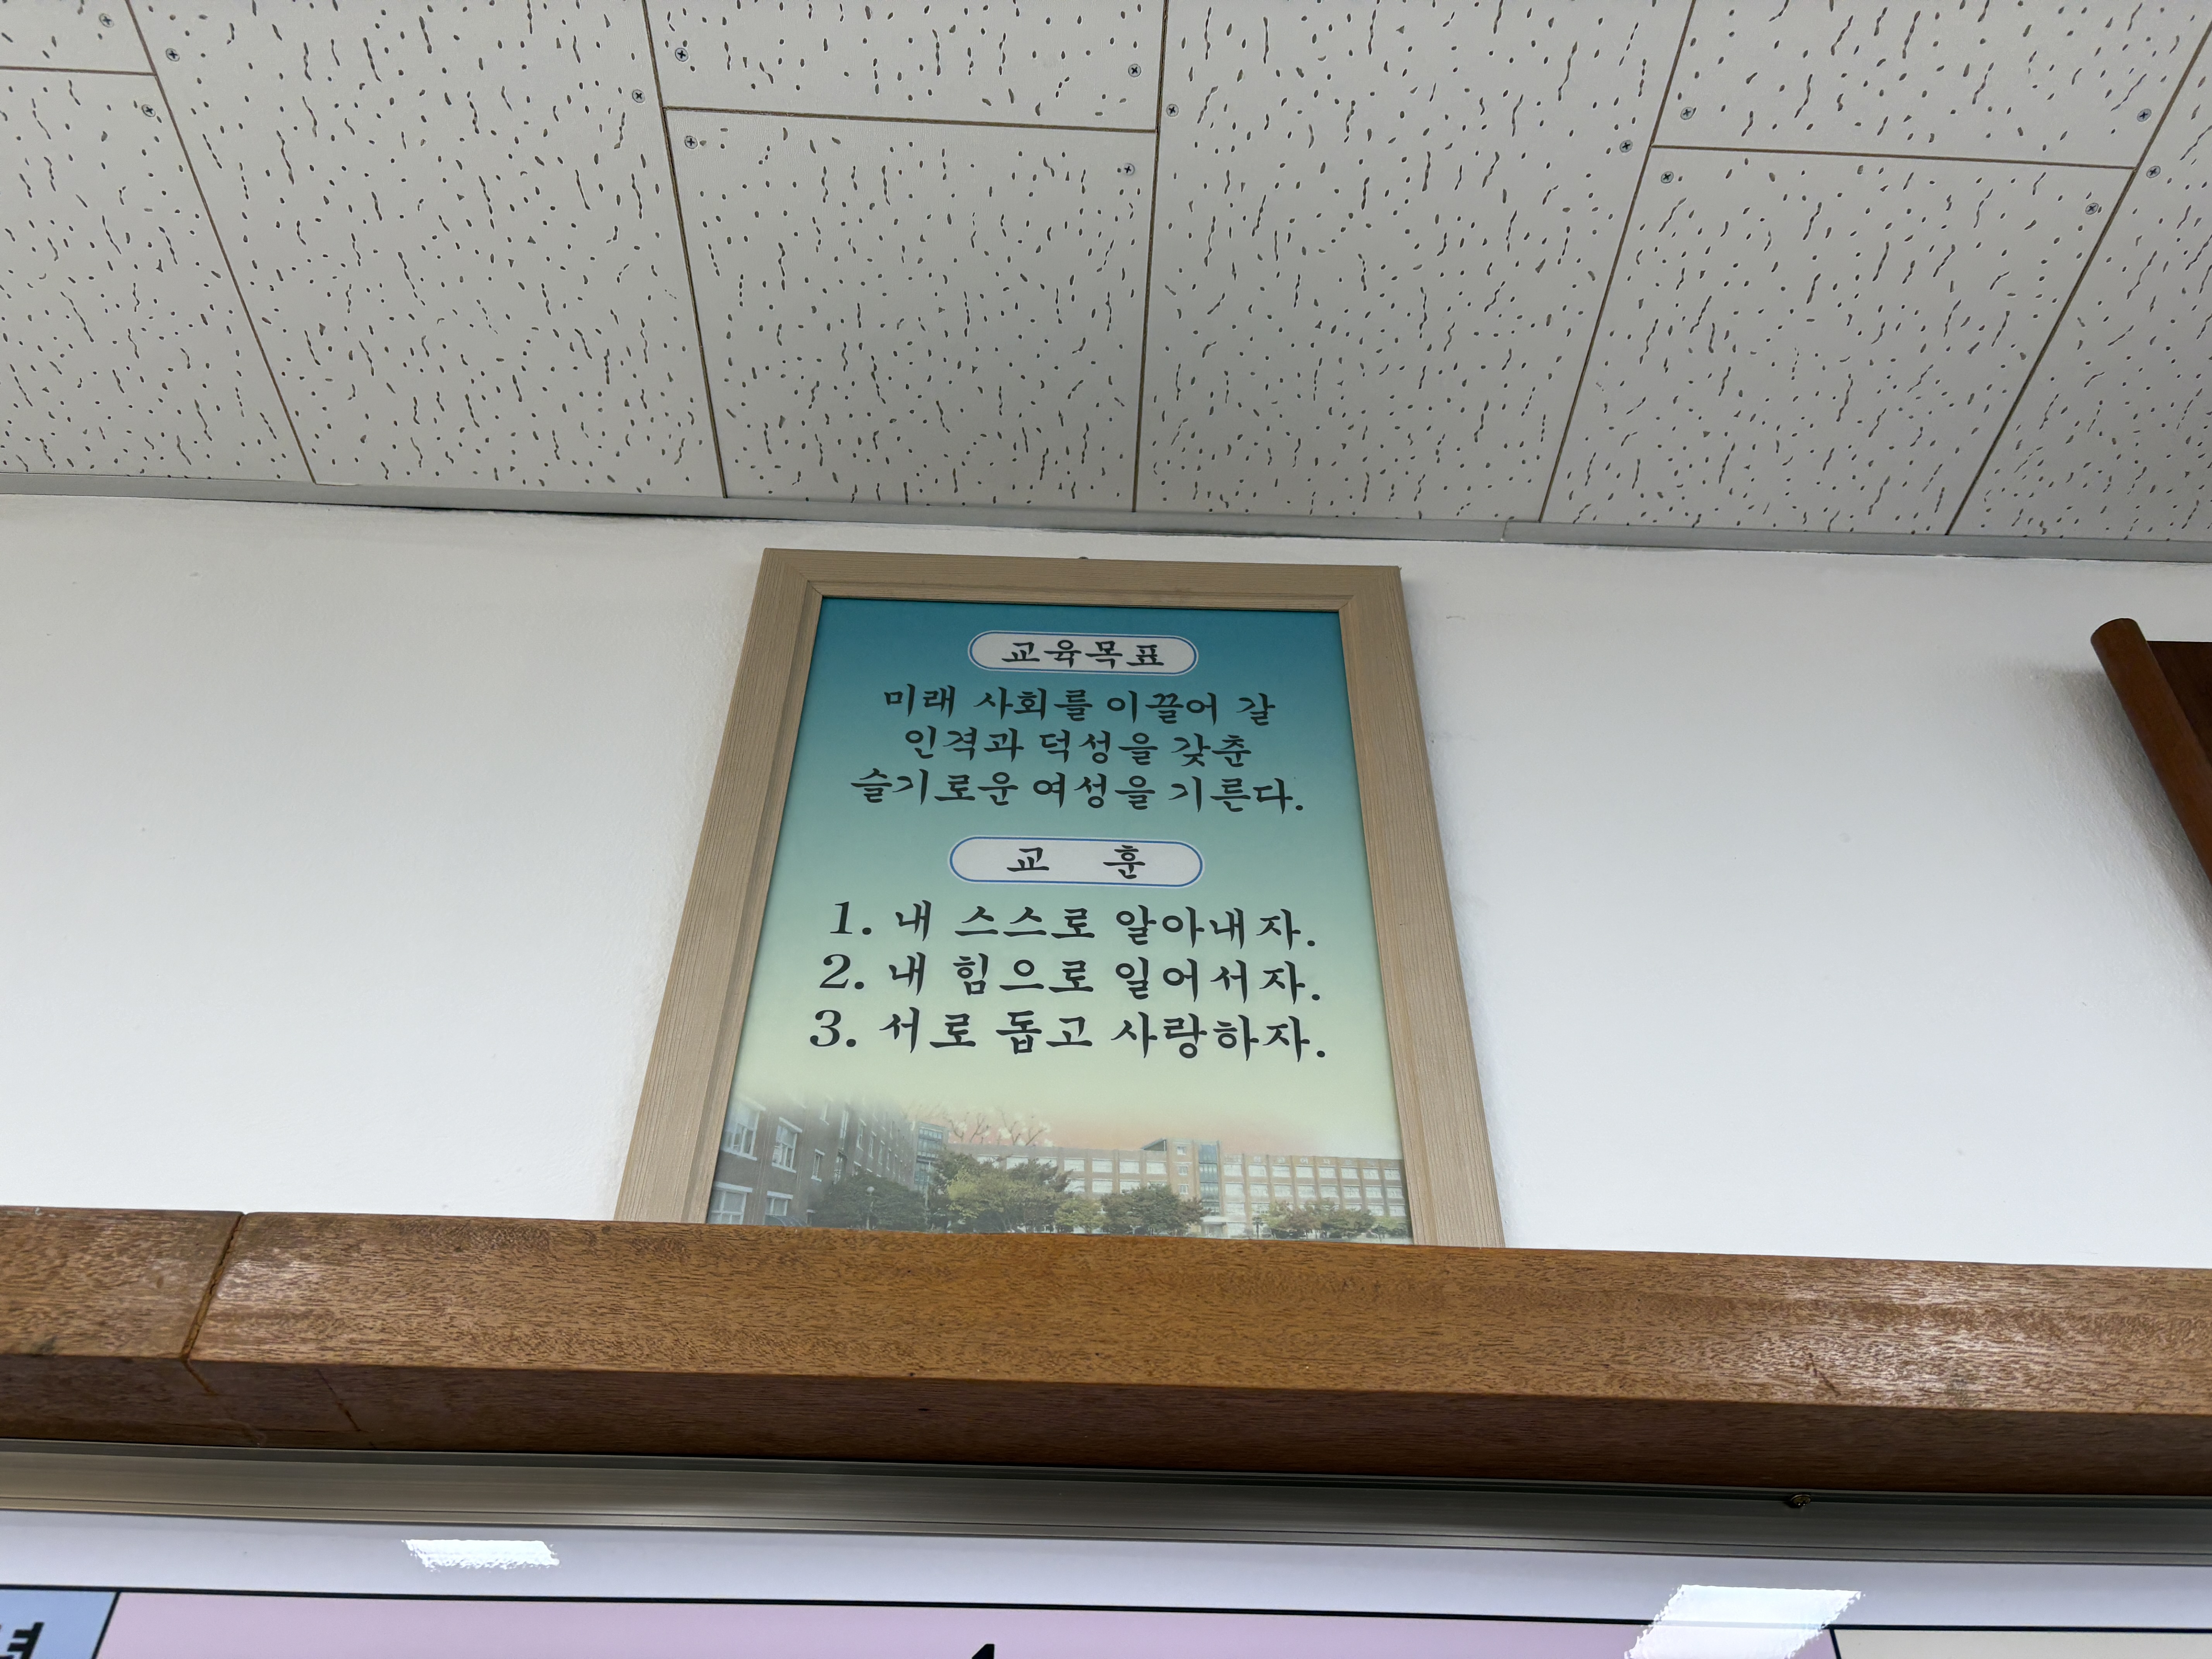 교육목표
미래 사회를 이끌어 갈
인격과 덕성을 갖춘
슬기로운 여성을 기른다.
교 훈
1. 내 스스로 알아내자.
2. 내 힘으로 일어서자.
3. 서로 돕고 사랑하자.